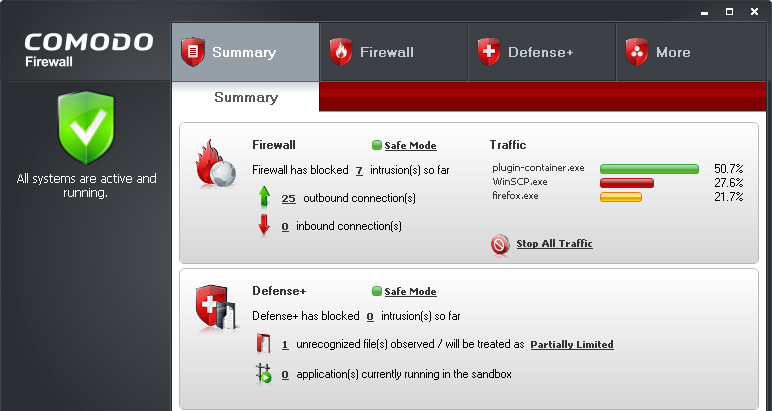 COMODO
Firewall
Summary
Firewall
Defense+
More
Summary
All systems are active and
running.
Firewall
Safe Mode
Firewall has blocked 7 intrusion(s) so far
25 outbound connection(s)
0 inbound connection(s)
Traffic
plugin-container.exe 50.7%
WinSCP.exe 27.6%
firefox.exe 21.7%
Stop All Traffic
Defense+
Safe Mode
Defense+ has blocked 0 intrusion(s) so far
1 unrecognized file(s) observed / will be treated as Partially Limited
0 application(s) currently running in the sandbox